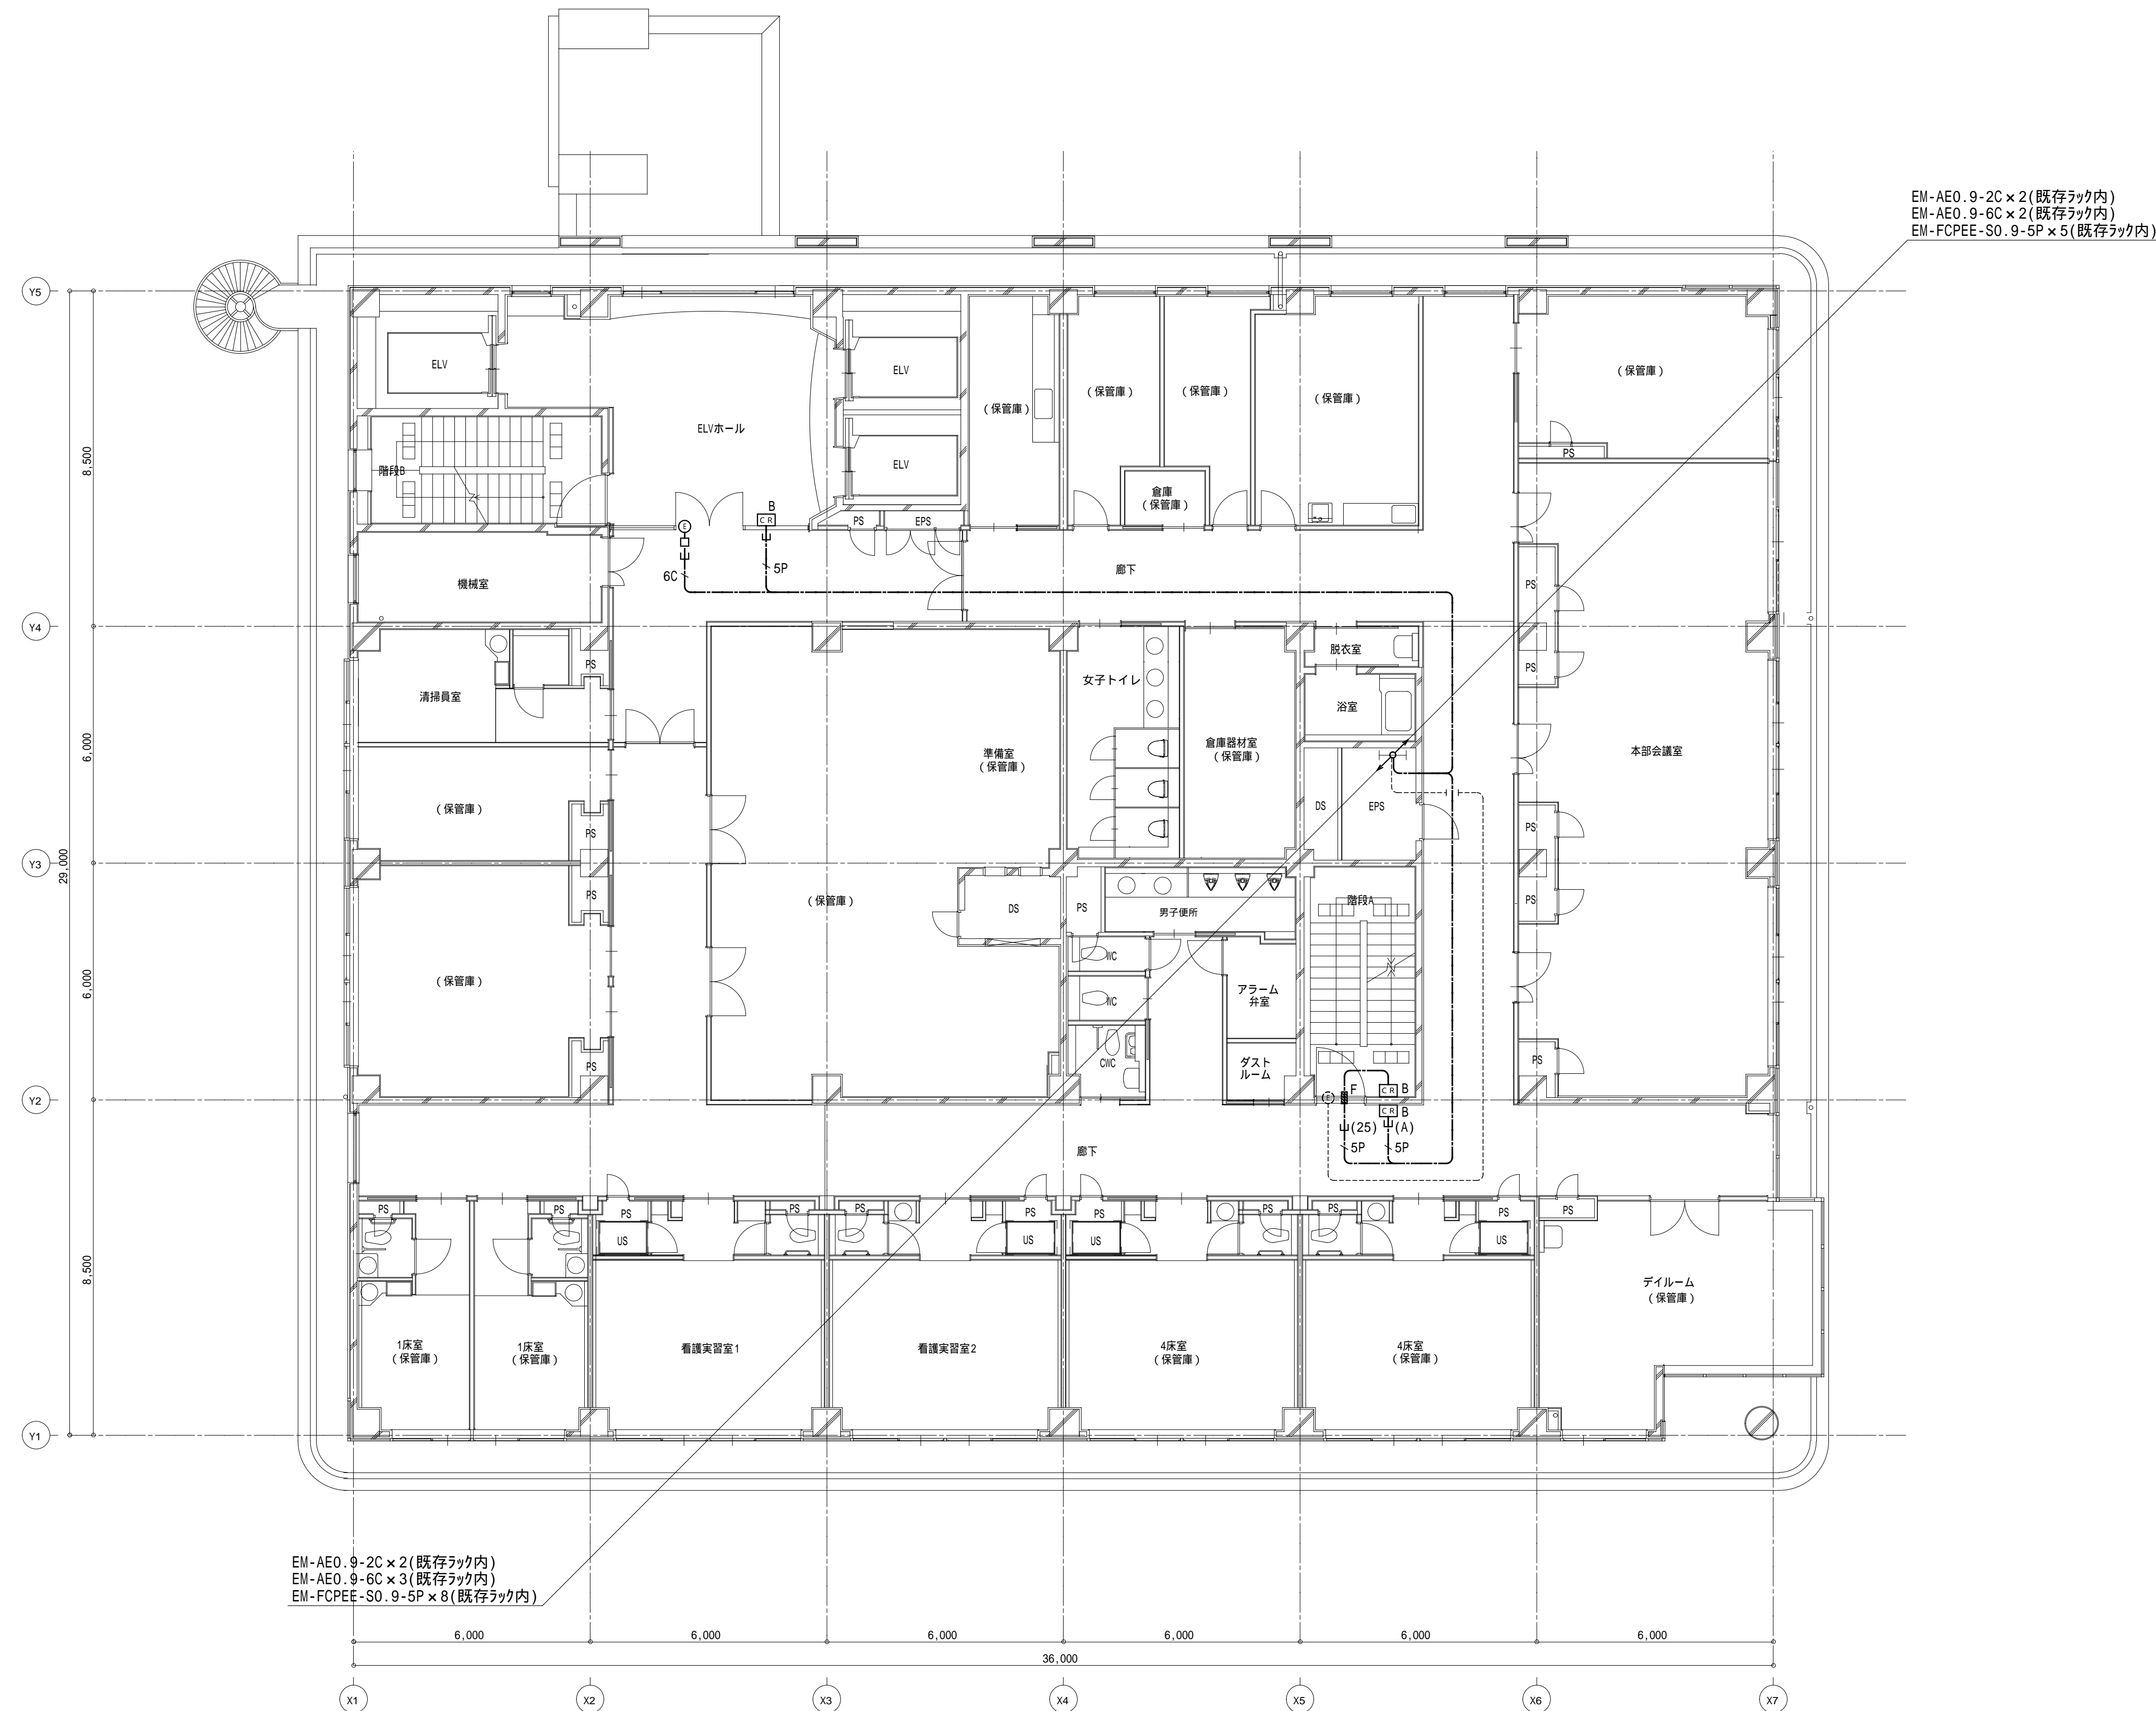 EM-AE0.9-2C×2(既存ﾗｯｸ内)
EM-AE0.9-6C×2(既存ﾗｯｸ内)
EM-FCPEE-S0.9-5P×5(既存ﾗｯｸ内)
Y5
ELV
ELV
ELV
ELVホール
階段B
(保管庫)
(保管庫)
(保管庫)
(保管庫)
(保管庫)
倉庫
(保管庫)
PS
8,500
B
CR
E
PS
EPS
6C
5P
機械室
廊下
PS
Y4
PS
PS
清掃員室
女子トイレ
脱衣室
浴室
6,000
準備室
(保管庫)
倉庫器材室
(保管庫)
本部会議室
(保管庫)
PS
DS
EPS
PS
Y3
29,000
PS
(保管庫)
DS
PS
男子便所
階段A
PS
WC
(保管庫)
6,000
WC
アラーム
弁室
CWC
ダスト
ルーム
PS
PS
Y2
F
CR
B
E
CR
B
(25)
(A)
5P
5P
廊下
PS
PS
PS
PS
PS
PS
PS
PS
PS
PS
PS
US
US
US
US
8,500
1床室
(保管庫)
1床室
(保管庫)
看護実習室1
看護実習室2
4床室
(保管庫)
4床室
(保管庫)
デイルーム
(保管庫)
Y1
EM-AE0.9-2C×2(既存ﾗｯｸ内)
EM-AE0.9-6C×3(既存ﾗｯｸ内)
EM-FCPEE-S0.9-5P×8(既存ﾗｯｸ内)
6,000
6,000
6,000
6,000
6,000
6,000
36,000
X1
X2
X3
X4
X5
X6
X7